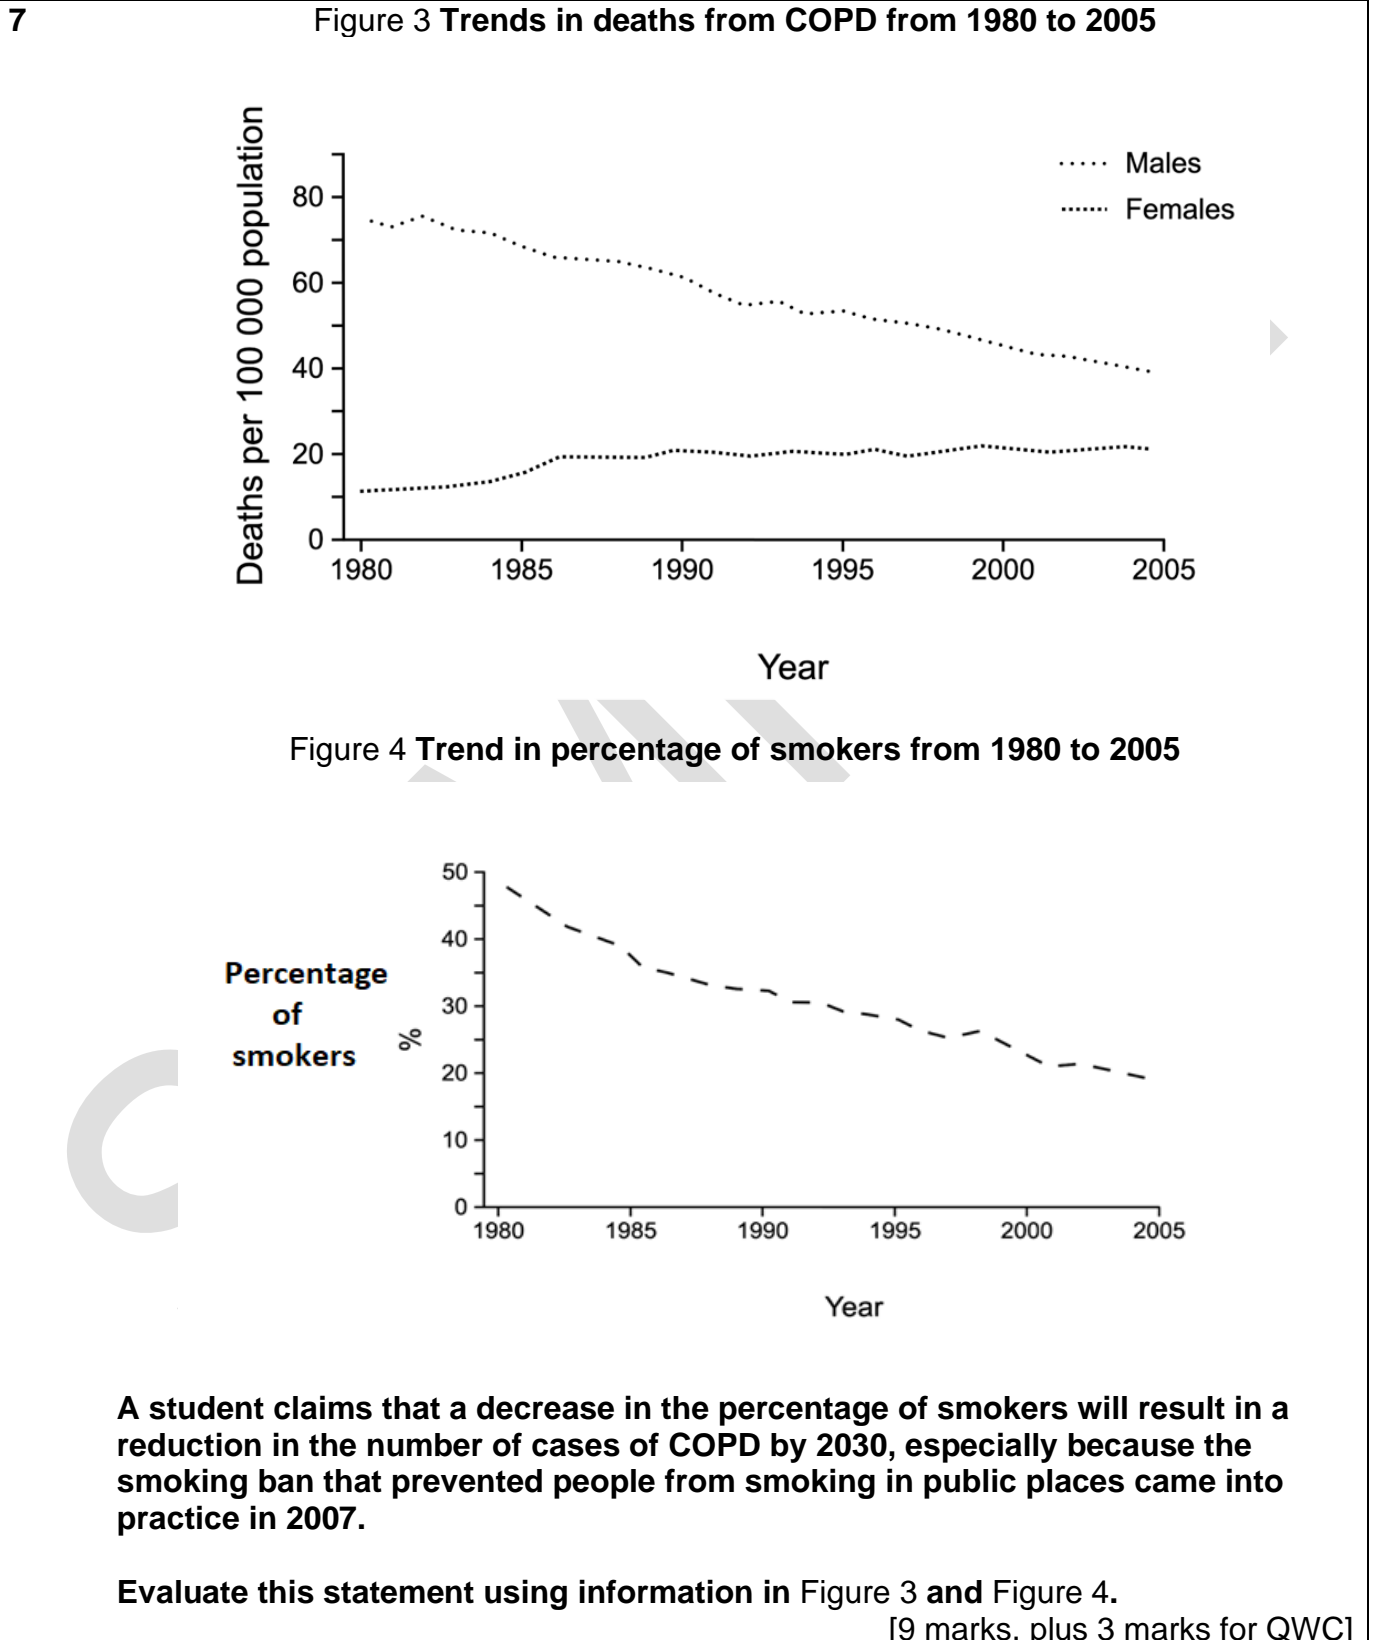 7
Figure 3 Trends in deaths from COPD from 1980 to 2005
Deaths per 100 000 population
80
60
40
20
0
Males
Females
1980 1985 1990 1995 2000 2005
Year
Figure 4 Trend in percentage of smokers from 1980 to 2005
Percentage
of
smokers
%
50
40
30
20
10
0
1980 1985 1990 1995 2000 2005
Year
A student claims that a decrease in the percentage of smokers will result in a
reduction in the number of cases of COPD by 2030, especially because the
smoking ban that prevented people from smoking in public places came into
practice in 2007.
Evaluate this statement using information in Figure 3 and Figure 4.
[9 marks, plus 3 marks for QWC]